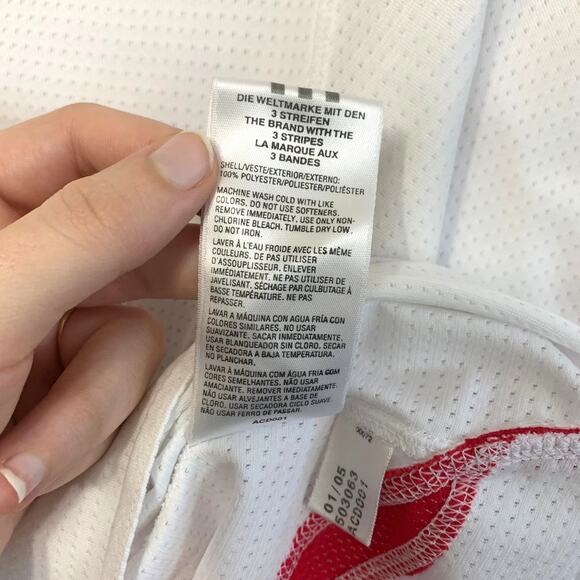 DIE WELTMARKE MIT DEN
3 STREIFEN
THE BRAND WITH THE
3 STRIPES
LA MARQUE AUX
3 BANDES
SHELL/VESTE/EXTERIOR/EXTERNO:
100% POLYESTER/POLIESTER/POLIÉSTER
MACHINE WASH COLD WITH LIKE
COLORS. DO NOT USE SOFTENERS.
REMOVE IMMEDIATELY. USE ONLY NON-
CHLORINE BLEACH. TUMBLE DRY LOW.
DO NOT IRON.
LAVER À L'EAU FROIDE AVEC LES MÊME
COULEURS. DE PAS UTILISER
D'ASSOUPLISEUR. ENLEVER
IMMÉDIATEMENT. NE PAS UTILISER DE
JAVELISANT, SÉCHAGE PAR CULBUTAGE À
BASSE TEMPÉRATURE. NE PAS
REPASSER.
LAVAR A MÁQUINA CON AGUA FRÍA CON
COLORES SIMILARES. NO USAR
SUAVIZANTE. SACAR INMEDIATAMENTE.
USAR BLANQUEADOR SIN CLORO. SECAR
EN SECADORA A BAJA TEMPERATURA.
NO PLANCHAR.
LAVAR À MÁQUINA COM ÁGUA FRIA COM
CORES SEMELHANTES. NÃO USAR
AMACIANTE. REMOVER IMEDIATAMENTE.
USAR ALVEJANTES À BASE DE
CLORO. USAR SECADORA CICLO SUAVE.
NÃO USAR FERRO DE PASSAR.
ACD001
01/05
503063
ACD001